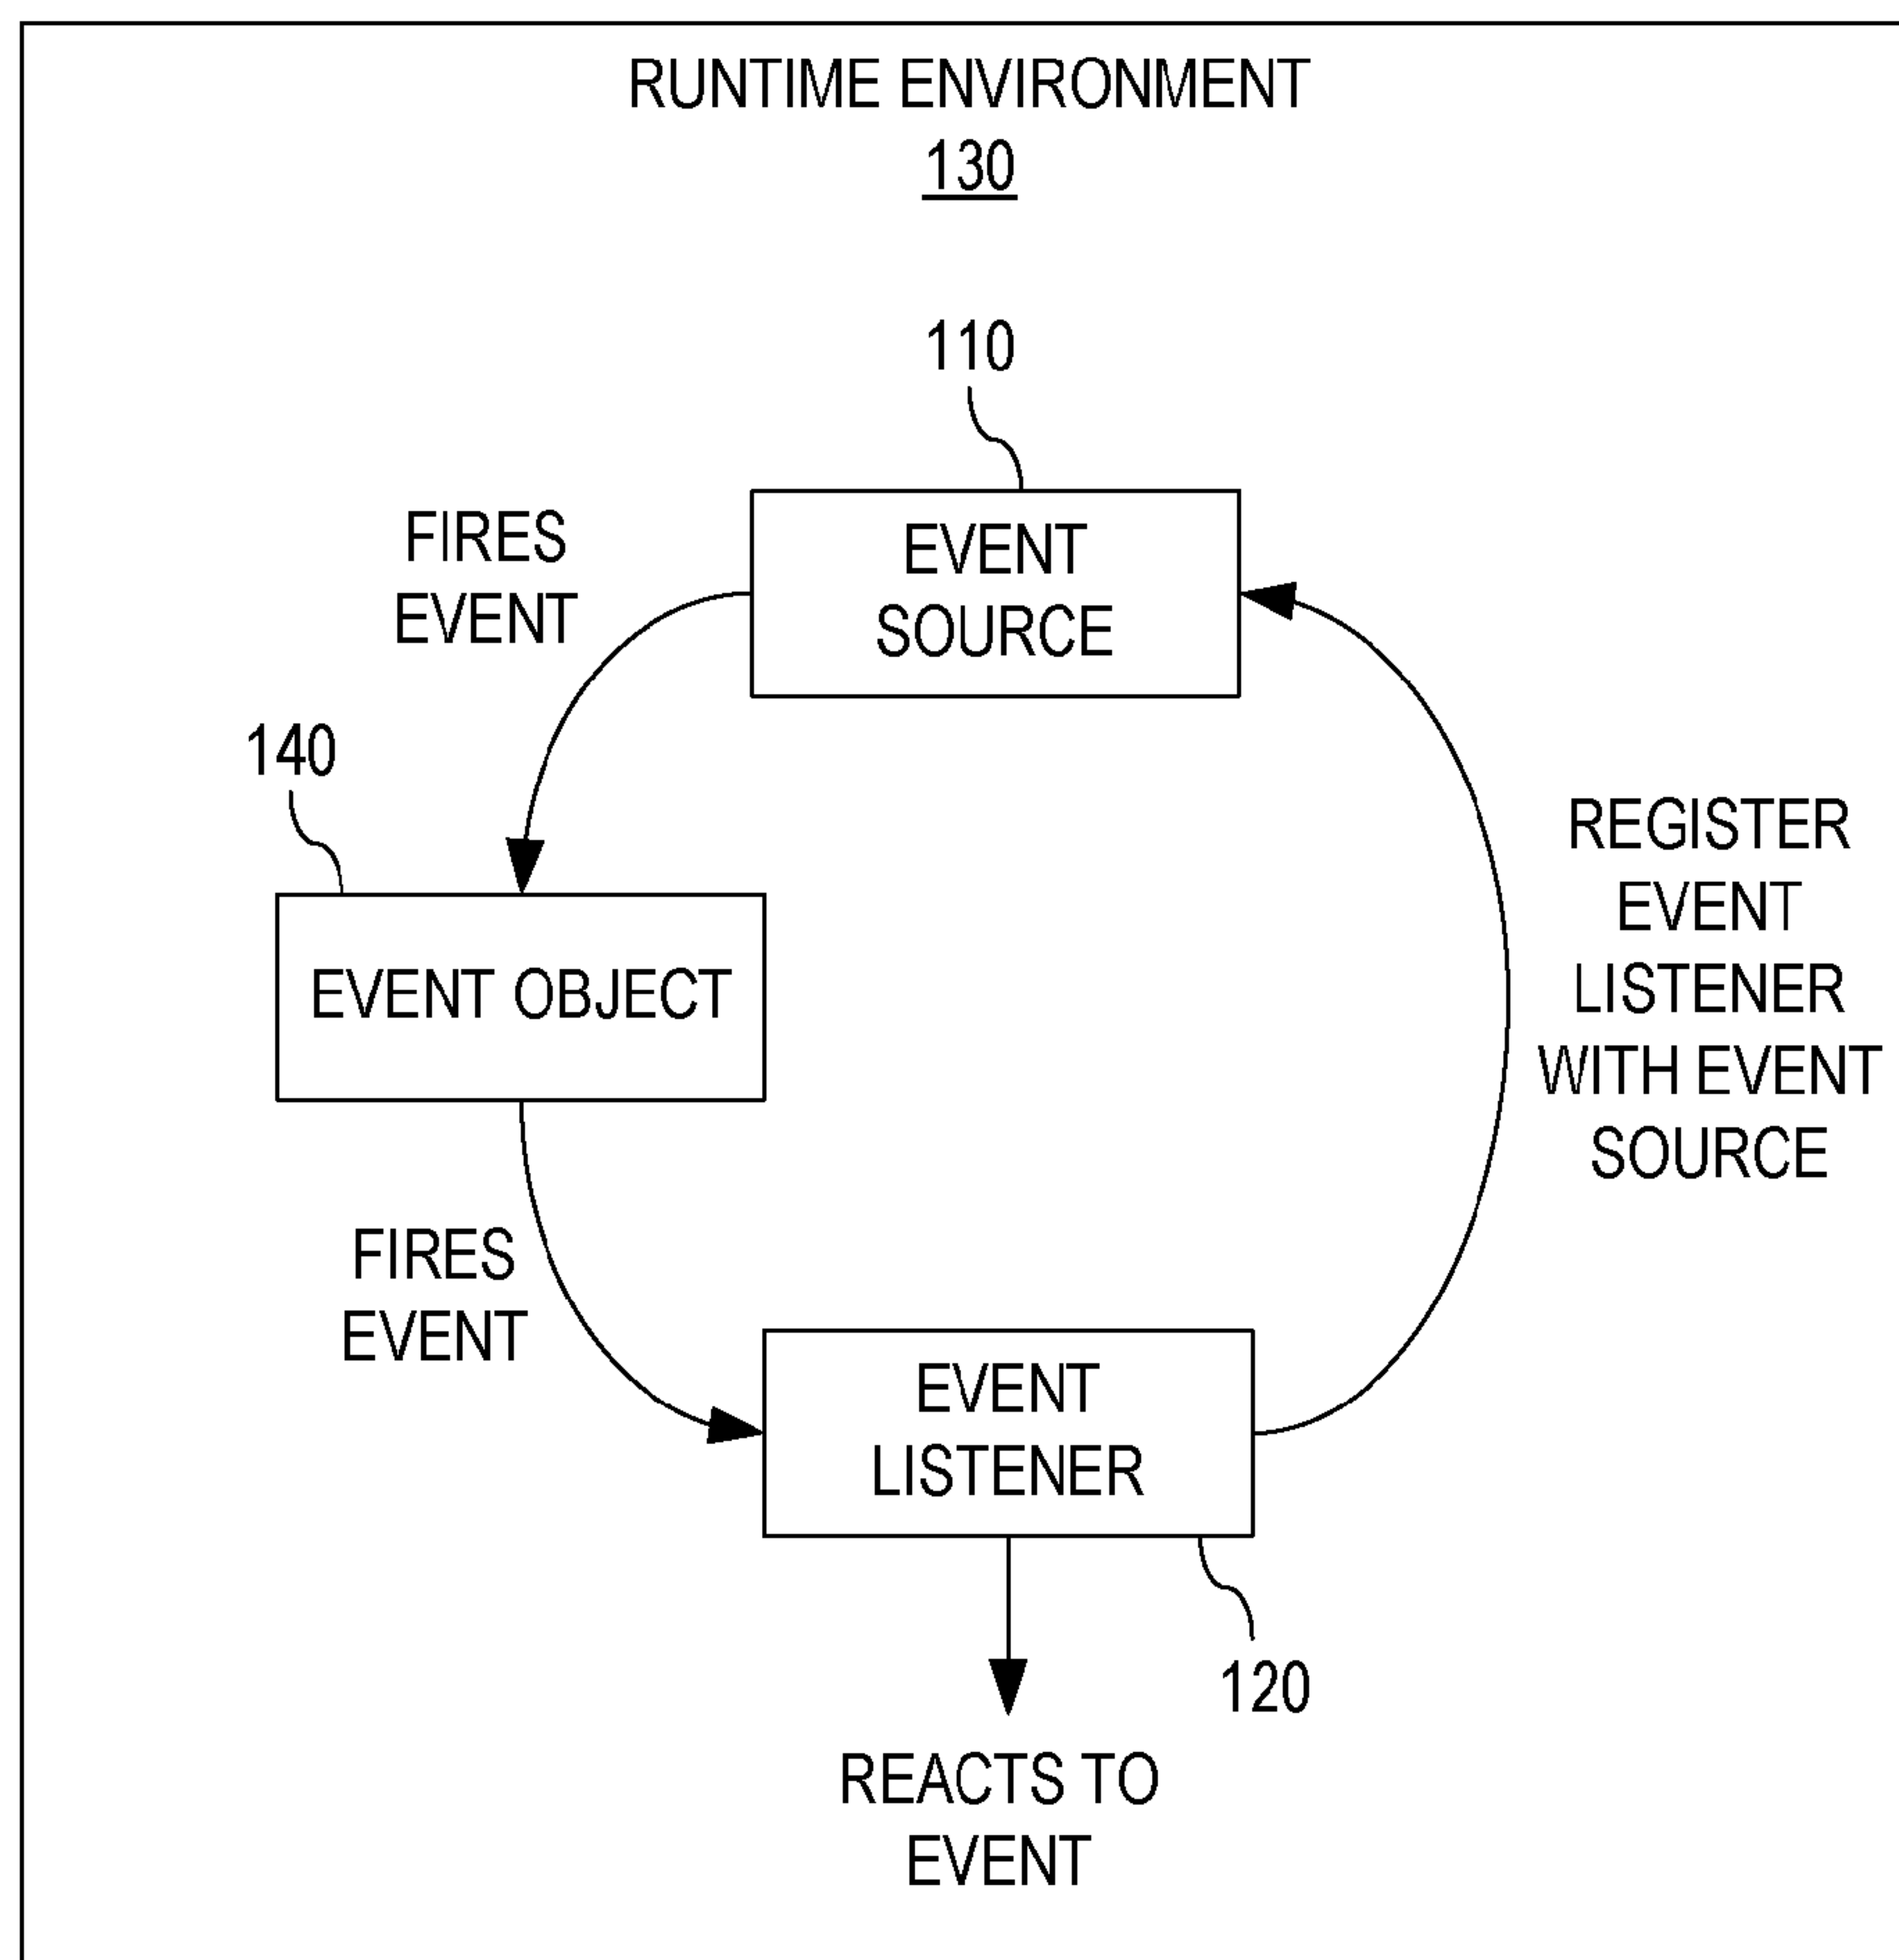 RUNTIME ENVIRONMENT
130
110
EVENT
SOURCE
FIRES
EVENT
140
EVENT OBJECT
REGISTER
EVENT
LISTENER
WITH EVENT
SOURCE
FIRES
EVENT
EVENT
LISTENER
120
REACTS TO
EVENT